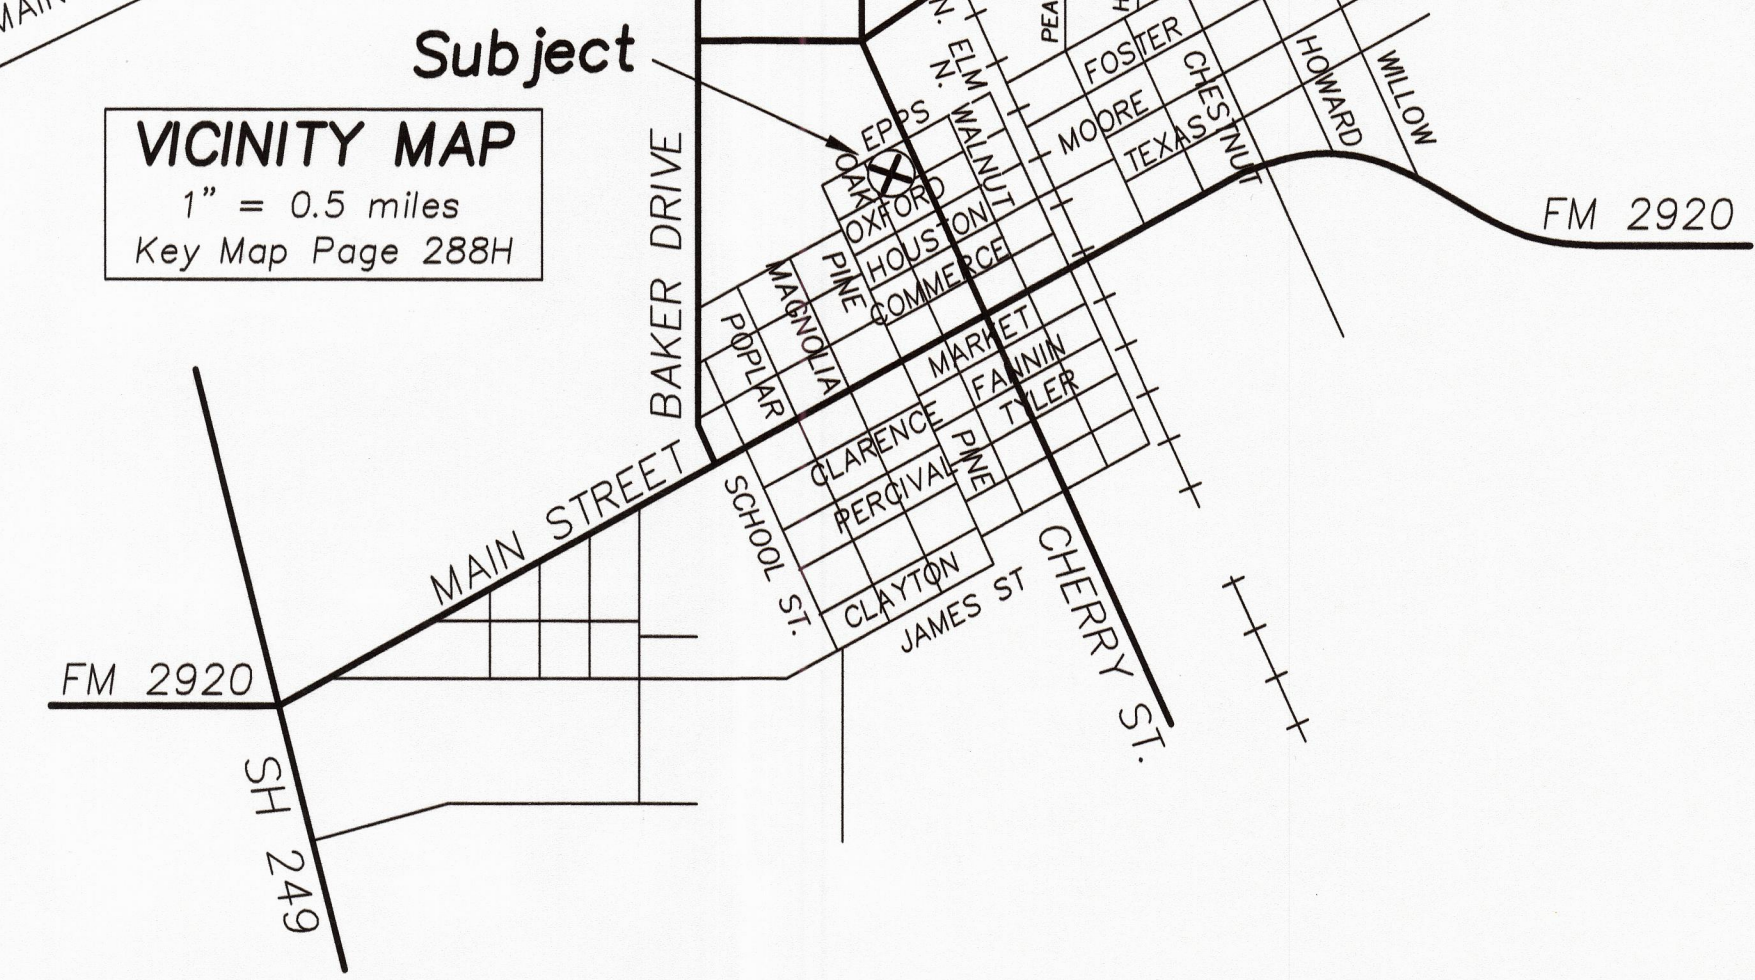 MAIN
Subject
VICINITY MAP
1" = 0.5 miles
Key Map Page 288H
BAKER DRIVE
N. ELM
N. WALNUT
PEA
H
FOSTER
MOORE
TEXAS
CHESTNUT
HOWARD
WILLOW
FM 2920
EPPS
OAK
OXFORD
HOUSTON
COMMERCE
PINE
MAGNOLIA
POPLAR
MARKET
FANNIN
TYLER
CLARENCE
PERCIVAL
PINE
CLAYTON
JAMES ST
SCHOOL ST.
MAIN STREET
CHERRY ST.
FM 2920
SH 249